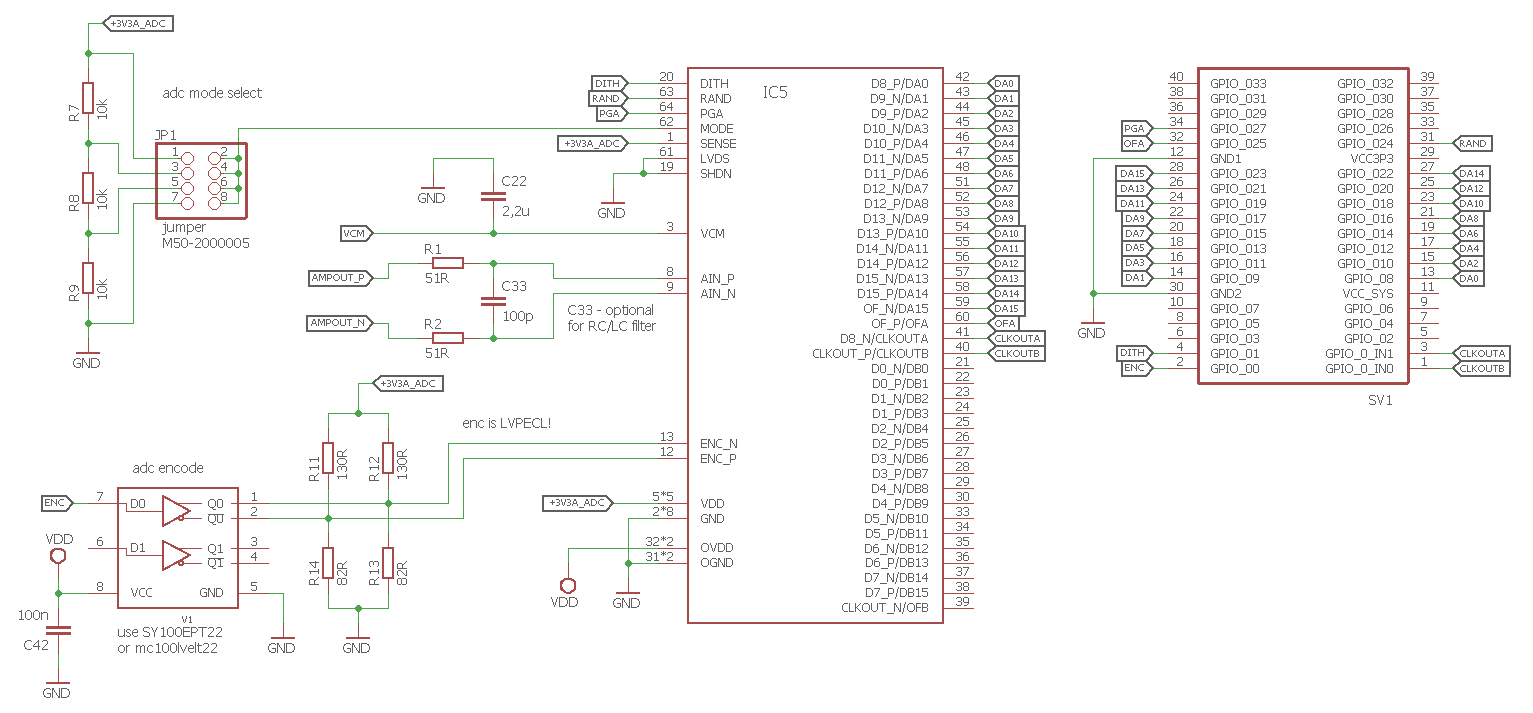 +3V3A_ADC
adc mode select
R7
10k
R8
10k
R9
10k
GND
JP1
1 2
3 4
5 6
7 8
jumper
M50-2000005
GND
C22
2,2u
VCM
AMPOUT_P
R1
51R
C33
100p
AMPOUT_N
R2
51R
C33 - optional
for RC/LC filter
DITH
RAND
PGA
+3V3A_ADC
GND
IC5
20 DITH
63 RAND
64 PGA
62 MODE
1 SENSE
61 LVDS
19 SHDN
3 VCM
8 AIN_P
9 AIN_N
13 ENC_N
12 ENC_P
5*5 VDD
2*8 GND
32*2 OVDD
31*2 OGND
D8_P/DA0 42 DA0
D9_N/DA1 43 DA1
D9_P/DA2 44 DA2
D10_N/DA3 45 DA3
D10_P/DA4 46 DA4
D11_N/DA5 47 DA5
D11_P/DA6 48 DA6
D12_N/DA7 51 DA7
D12_P/DA8 52 DA8
D13_N/DA9 53 DA9
D13_P/DA10 54 DA10
D14_N/DA11 55 DA11
D14_P/DA12 56 DA12
D15_N/DA13 57 DA13
D15_P/DA14 58 DA14
OF_N/DA15 59 DA15
OF_P/OFA 60 OFA
D8_N/CLKOUTA 41 CLKOUTA
CLKOUT_P/CLKOUTB 40 CLKOUTB
D0_N/DB0 21
D0_P/DB1 22
D1_N/DB2 23
D1_P/DB3 24
D2_N/DB4 25
D2_P/DB5 26
D3_N/DB6 27
D3_P/DB7 28
D4_N/DB8 29
D4_P/DB9 30
D5_N/DB10 33
D5_P/DB11 34
D6_N/DB12 35
D6_P/DB13 36
D7_N/DB14 37
D7_P/DB15 38
CLKOUT_N/OFB 39
40 GPIO_033 GPIO_032 39
38 GPIO_031 GPIO_030 37
36 GPIO_029 GPIO_028 35
PGA 34 GPIO_027 GPIO_026 33
OFA 32 GPIO_025 GPIO_024 31 RAND
12 GND1 VCC3P3 29
DA15 28 GPIO_023 GPIO_022 27 DA14
DA13 26 GPIO_021 GPIO_020 25 DA12
DA11 24 GPIO_019 GPIO_018 23 DA10
DA9 22 GPIO_017 GPIO_016 21 DA8
DA7 20 GPIO_015 GPIO_014 19 DA6
DA5 18 GPIO_013 GPIO_012 17 DA4
DA3 16 GPIO_011 GPIO_010 15 DA2
DA1 14 GPIO_09 GPIO_08 13 DA0
30 GND2 VCC_SYS 11
10 GPIO_07 GPIO_06 9
8 GPIO_05 GPIO_04 7
6 GPIO_03 GPIO_02 5
DITH 4 GPIO_01 GPIO_0_IN1 3 CLKOUTA
ENC 2 GPIO_00 GPIO_0_IN0 1 CLKOUTB
GND
SV1
+3V3A_ADC
enc is LVPECL!
R11
130R
R12
130R
R14
82R
R13
82R
GND
adc encode
ENC
7 D0 Q0 1
Q0 2
6 D1 Q1 3
Q1 4
8 VCC GND 5
VDD
V1
use SY100EPT22
or mc100lvelt22
100n
C42
GND
GND
+3V3A_ADC
VDD
GND